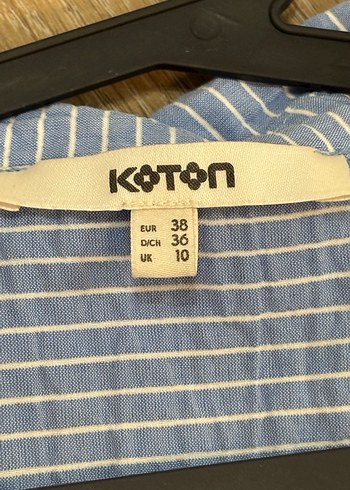 KOTON
EUR 38
D/CH 36
UK 10